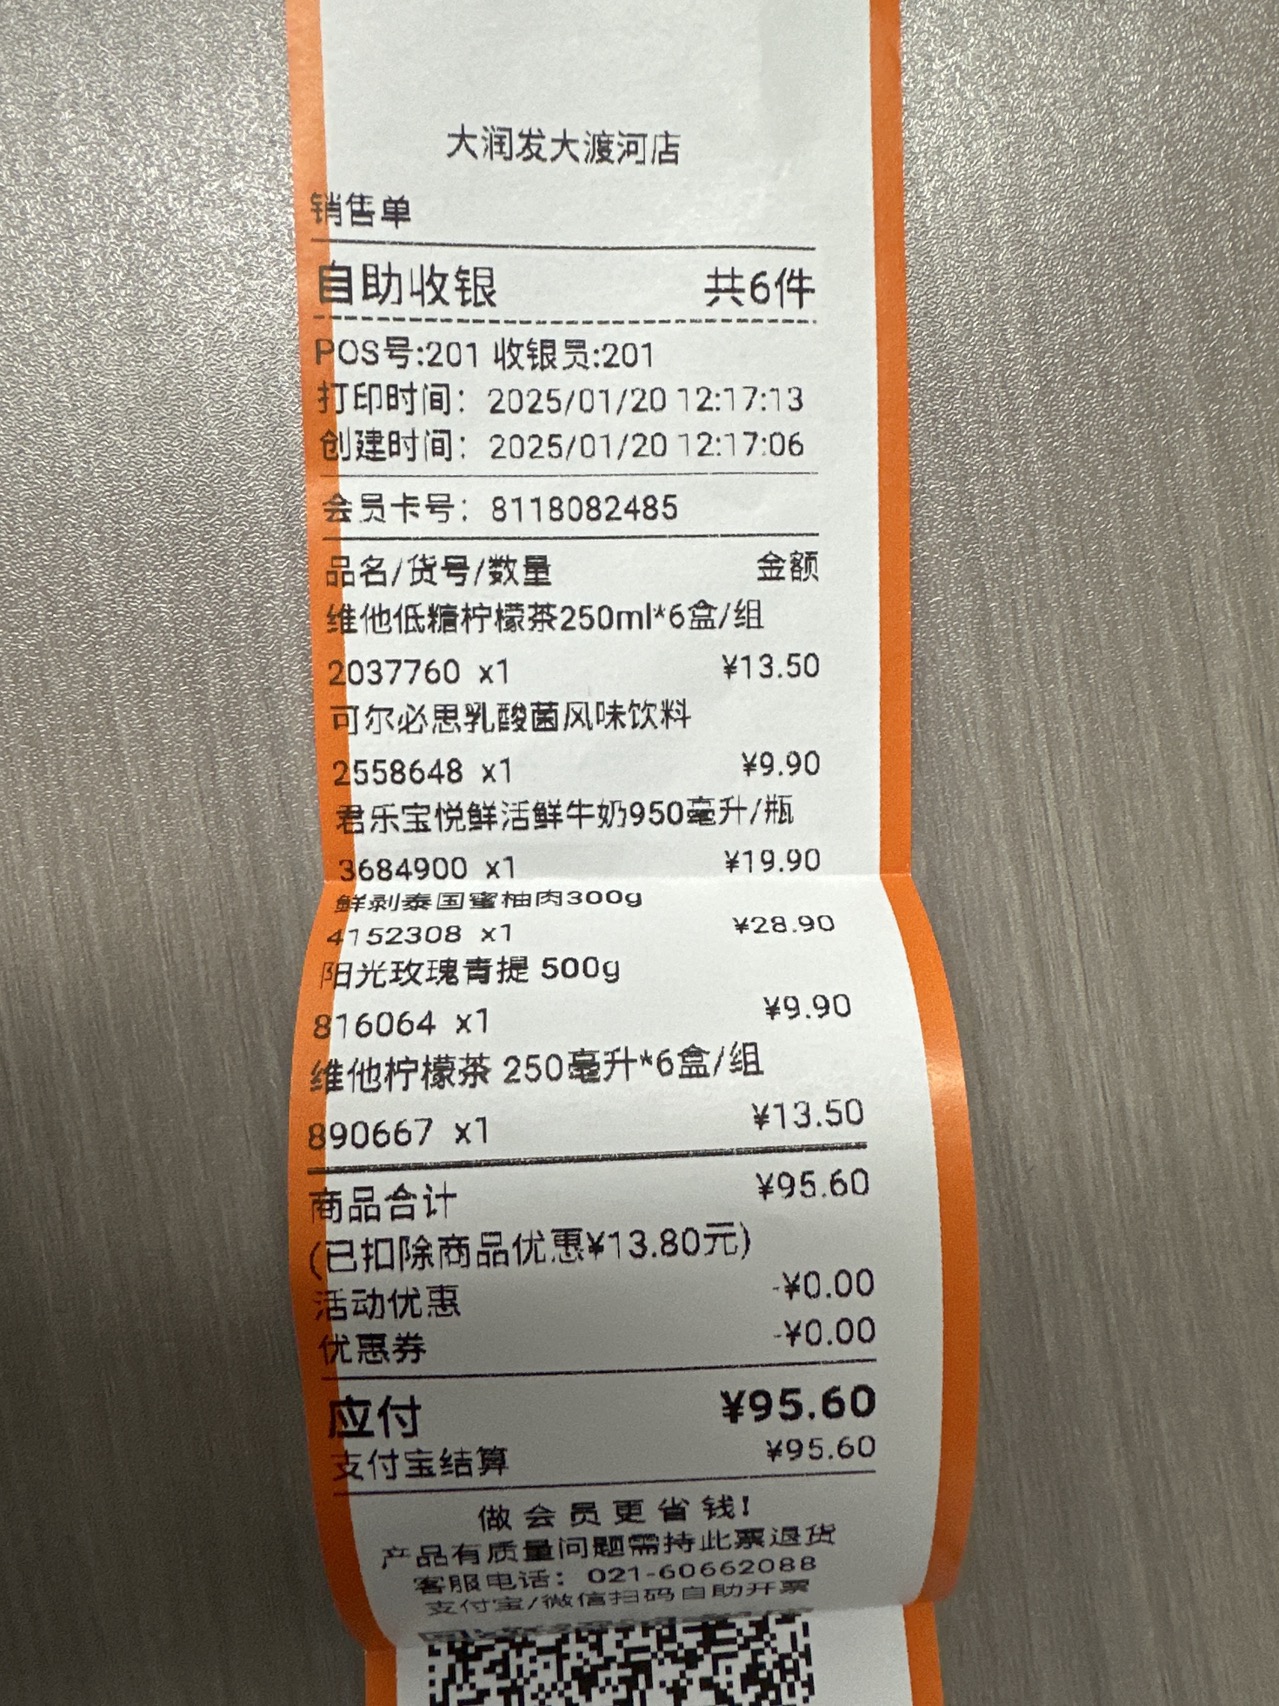 大润发大渡河店
销售单
自助收银 共6件
POS号:201 收银员:201
打印时间：2025/01/20 12:17:13
创建时间：2025/01/20 12:17:06
会员卡号：8118082485
品名/货号/数量 金额
维他低糖柠檬茶250ml*6盒/组
2037760 x1 ¥13.50
可尔必思乳酸菌风味饮料
2558648 x1 ¥9.90
君乐宝悦鲜活鲜牛奶950毫升/瓶
3684900 x1 ¥19.90
鲜剥泰国蜜柚肉300g
4152308 x1 ¥28.90
阳光玫瑰青提 500g
816064 x1 ¥9.90
维他柠檬茶 250毫升*6盒/组
890667 x1 ¥13.50
商品合计 ¥95.60
(已扣除商品优惠¥13.80元)
活动优惠 -¥0.00
优惠券 -¥0.00
应付 ¥95.60
支付宝结算 ¥95.60
做会员更省钱!
产品有质量问题需持此票退货
客服电话：021-60662088
支付宝/微信扫码自助开票